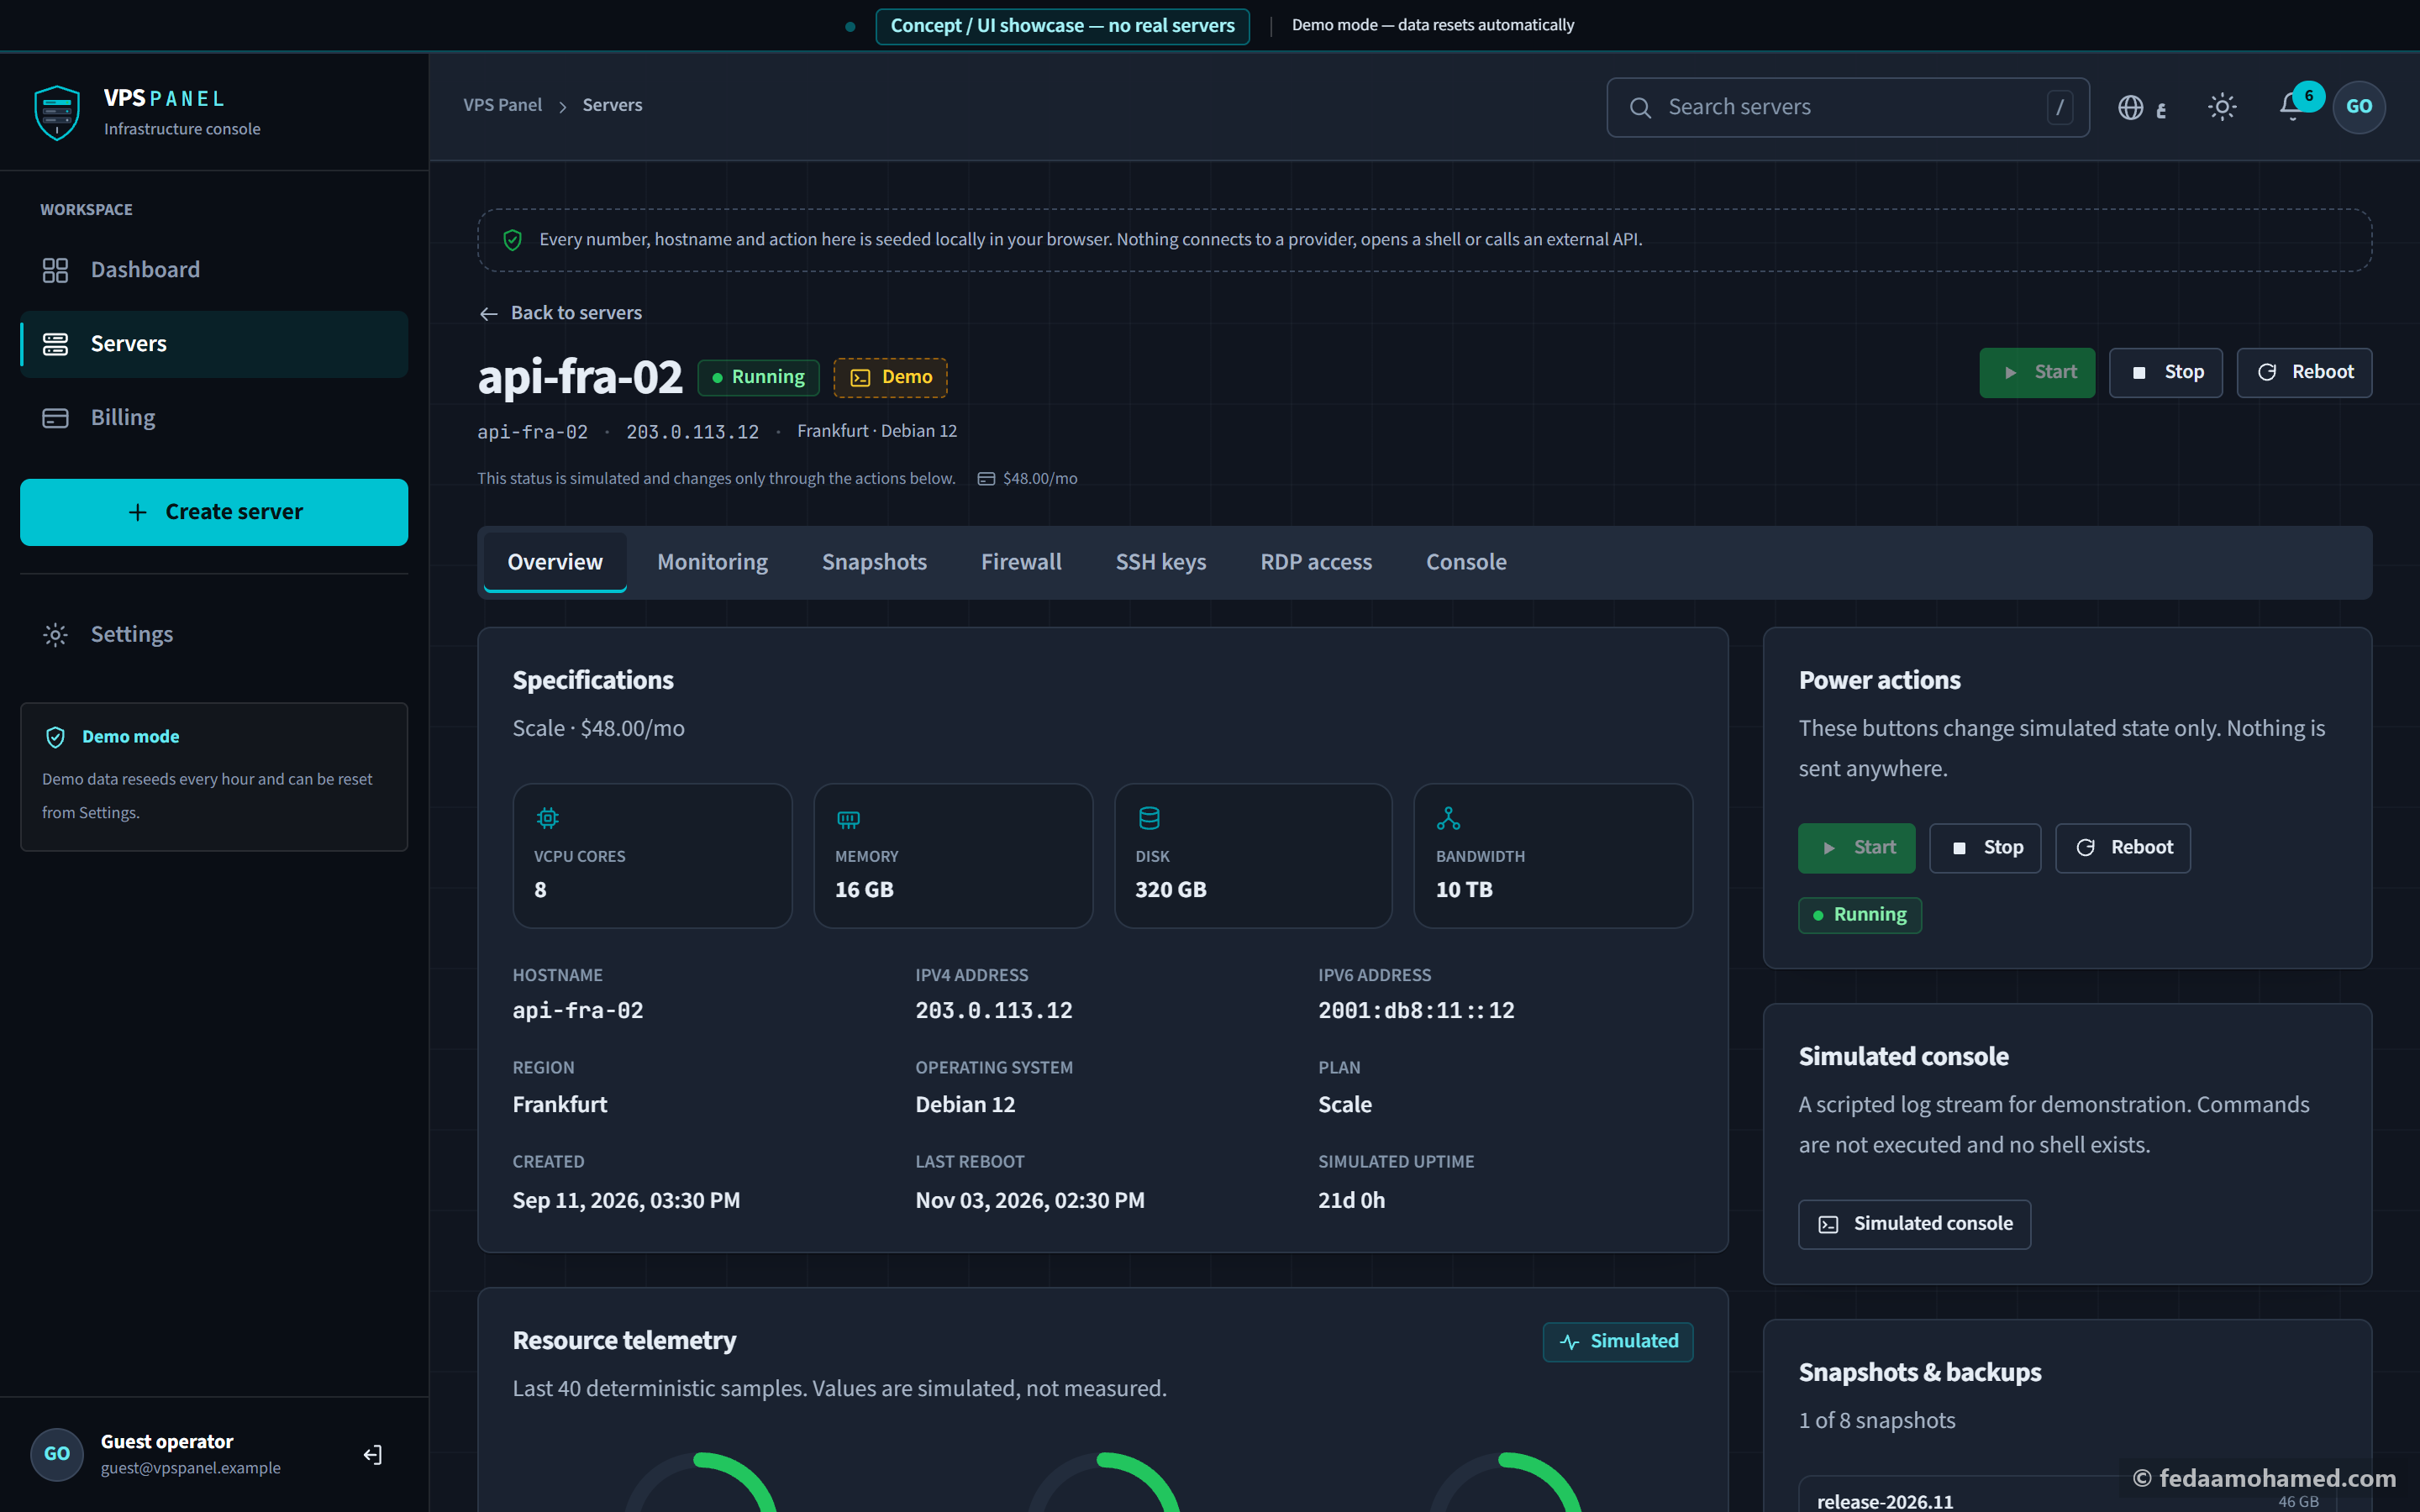 Concept / UI showcase — no real servers
Demo mode — data resets automatically
VPS PANEL
Infrastructure console
WORKSPACE
Dashboard
Servers
Billing
Create server
Settings
Demo mode
Demo data reseeds every hour and can be reset
from Settings.
Guest operator
guest@vpspanel.example
GO
VPS Panel
Servers
Search servers
/
ع
6
GO
Every number, hostname and action here is seeded locally in your browser. Nothing connects to a provider, opens a shell or calls an external API.
Back to servers
api-fra-02
Running
Demo
Start
Stop
Reboot
api-fra-02 · 203.0.113.12 · Frankfurt · Debian 12
This status is simulated and changes only through the actions below.
$48.00/mo
Overview
Monitoring
Snapshots
Firewall
SSH keys
RDP access
Console
Specifications
Scale · $48.00/mo
VCPU CORES
8
MEMORY
16 GB
DISK
320 GB
BANDWIDTH
10 TB
HOSTNAME
api-fra-02
IPV4 ADDRESS
203.0.113.12
IPV6 ADDRESS
2001:db8:11::12
REGION
Frankfurt
OPERATING SYSTEM
Debian 12
PLAN
Scale
CREATED
Sep 11, 2026, 03:30 PM
LAST REBOOT
Nov 03, 2026, 02:30 PM
SIMULATED UPTIME
21d 0h
Resource telemetry
Simulated
Last 40 deterministic samples. Values are simulated, not measured.
Power actions
These buttons change simulated state only. Nothing is
sent anywhere.
Start
Stop
Reboot
Running
Simulated console
A scripted log stream for demonstration. Commands
are not executed and no shell exists.
Simulated console
Snapshots & backups
1 of 8 snapshots
release-2026.11
46 GB
© fedaamohamed.com